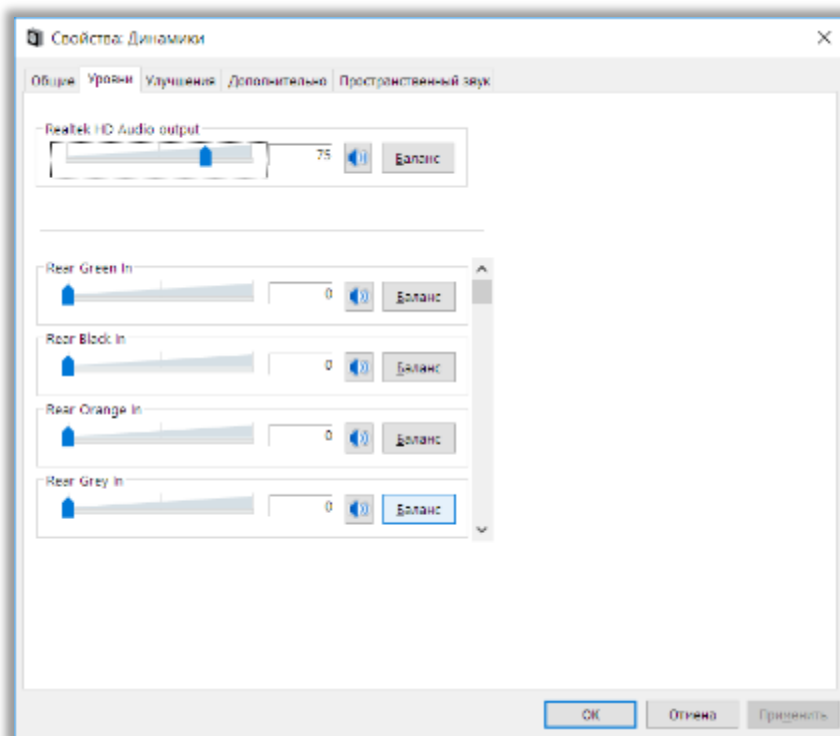 Свойства: Динамики
Общие Уровни Улучшения Дополнительно Пространственный звук
Realtek HD Audio output
75 Баланс
Rear Green In
0 Баланс
Rear Black In
0 Баланс
Rear Orange In
0 Баланс
Rear Grey In
0 Баланс
ОК Отмена Применить